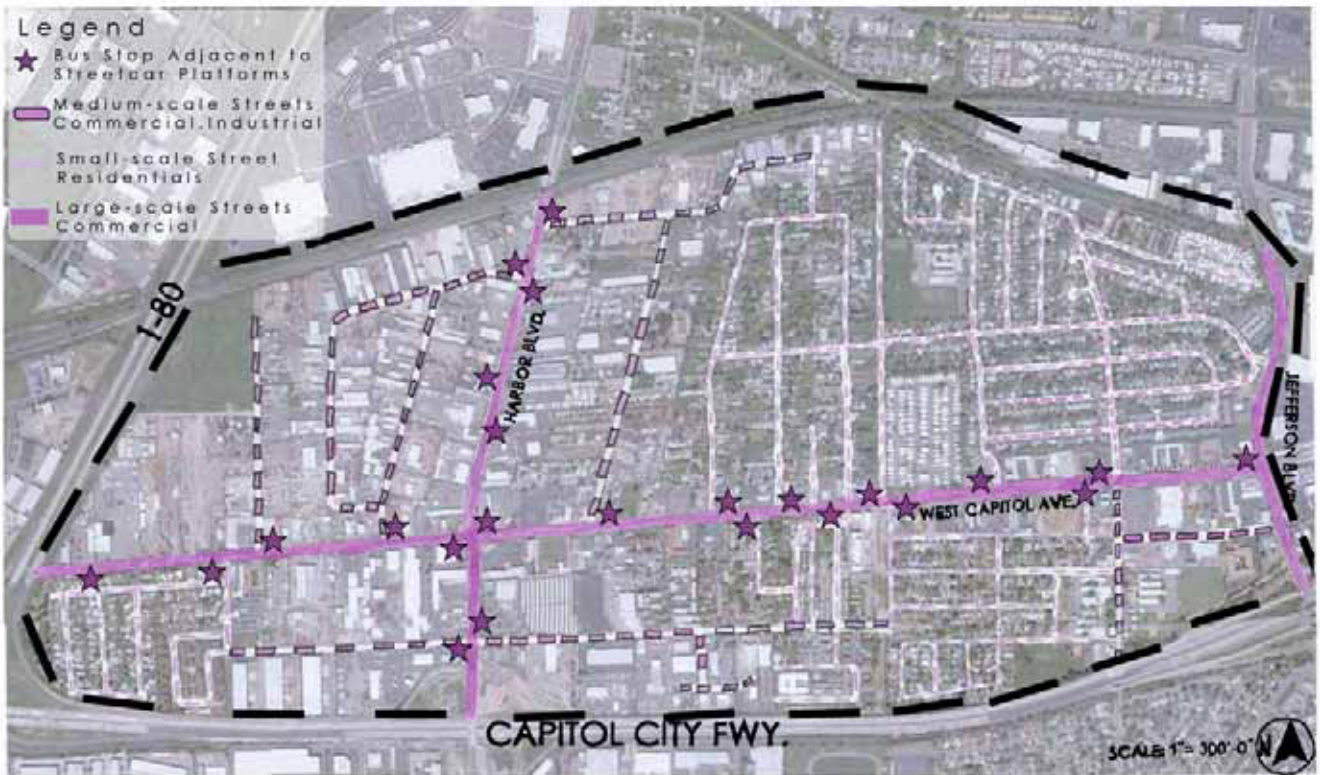 Legend
Bus Stop Adjacent to
Streetcar Platforms
Medium-scale Streets
Commercial.Industrial
Small-scale Street
Residentials
Large-scale Streets
Commercial
1-80
HARBOR BLVD.
WEST CAPITOL AVE.
JEFFERSON BLVD.
CAPITOL CITY FWY.
SCALE: 1"= 300'-0"
N